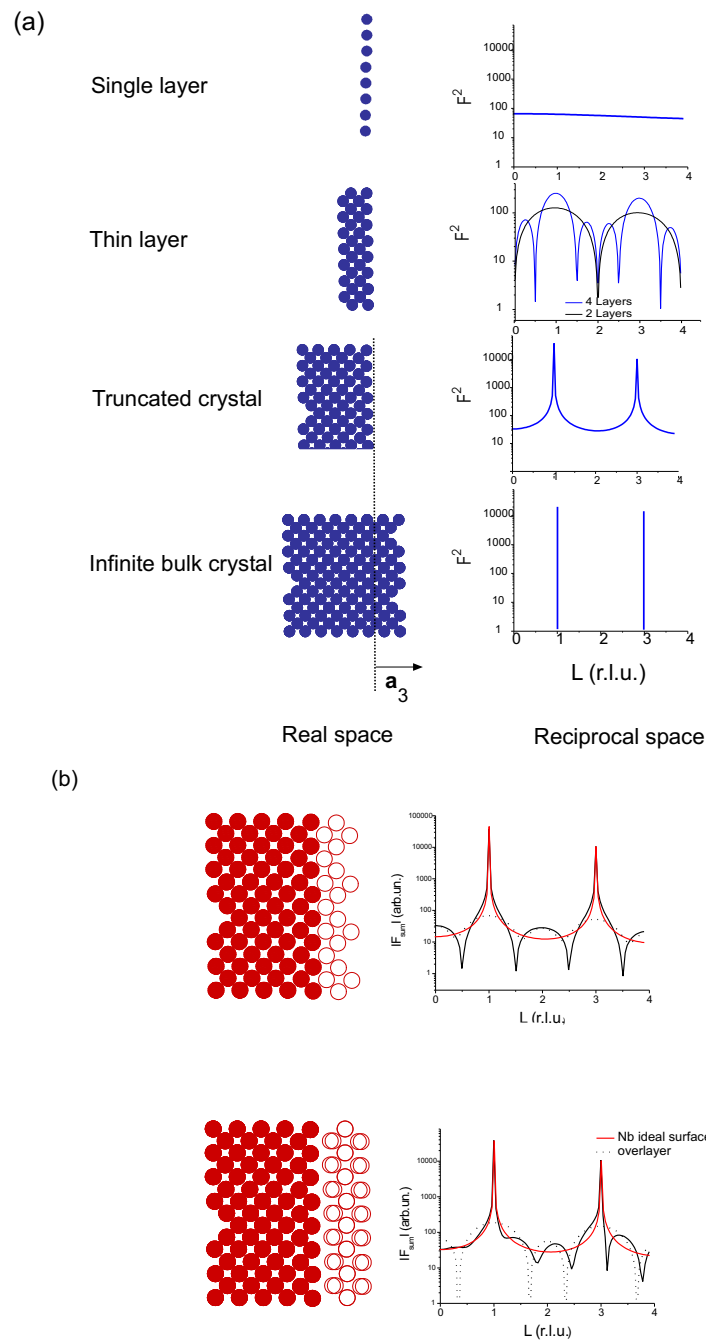 (a)
Single layer
F²
10000
1000
100
10
1
0 1 2 3 4
Thin layer
F²
100
10
1
4 Layers
2 Layers
0 1 2 3 4
Truncated crystal
F²
10000
1000
100
10
1
0 1 2 3 4
Infinite bulk crystal
F²
10000
1000
100
10
1
0 1 2 3 4
L (r.l.u.)
a₃
Real space
Reciprocal space
(b)
|Fsum| (arb.un.)
100000
10000
1000
100
10
1
0 1 2 3 4
L (r.l.u.)
|Fsum| (arb.un.)
100000
10000
1000
100
10
1
Nb ideal surface
overlayer
0 1 2 3 4
L (r.l.u.)